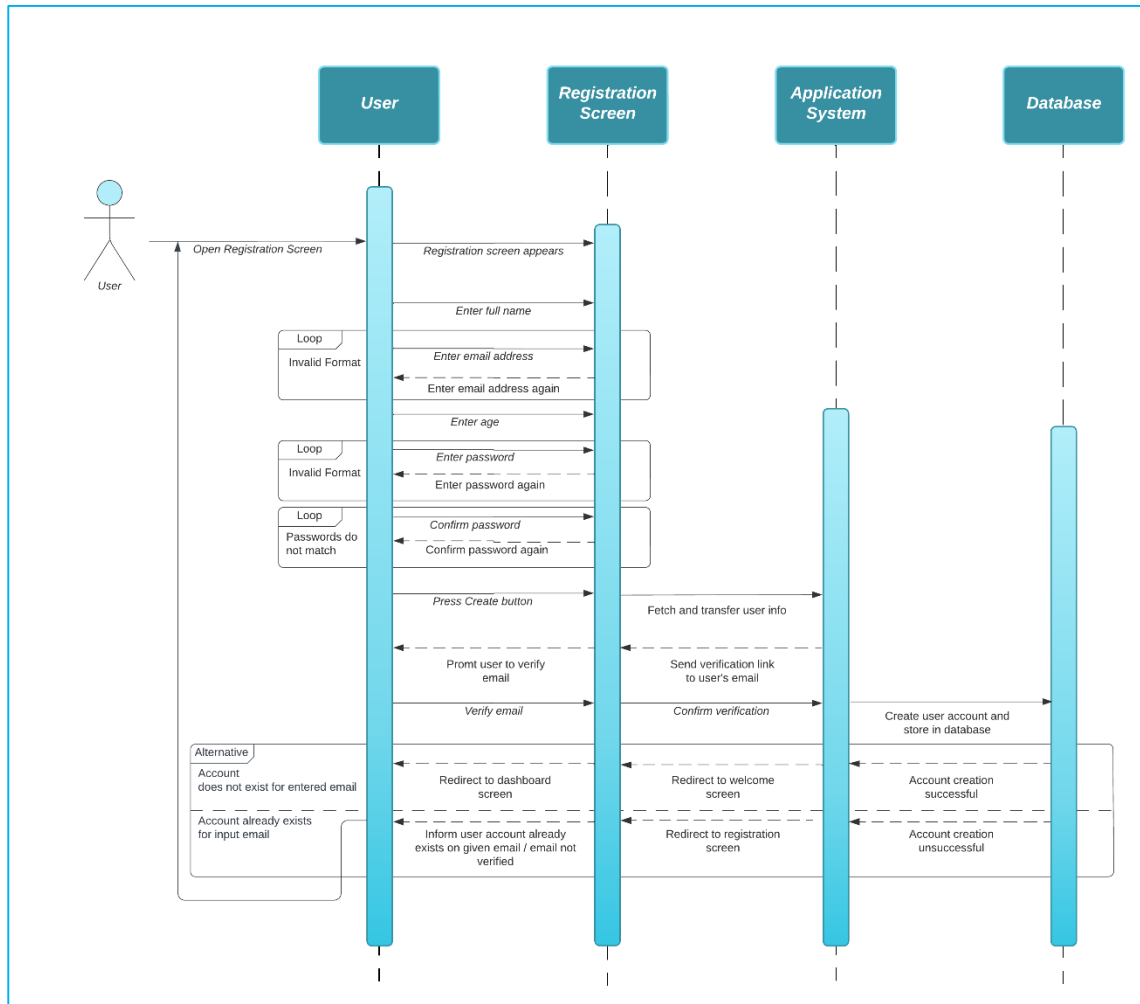 User
Registration
Screen
Application
System
Database
User
Open Registration Screen
Registration screen appears
Enter full name
Loop
Invalid Format
Enter email address
Enter email address again
Enter age
Loop
Invalid Format
Enter password
Enter password again
Loop
Passwords do
not match
Confirm password
Confirm password again
Press Create button
Fetch and transfer user info
Promt user to verify
email
Send verification link
to user's email
Verify email
Confirm verification
Create user account and
store in database
Alternative
Account
does not exist for entered email
Redirect to dashboard
screen
Redirect to welcome
screen
Account creation
successful
Account already exists
for input email
Inform user account already
exists on given email / email not
verified
Redirect to registration
screen
Account creation
unsuccessful